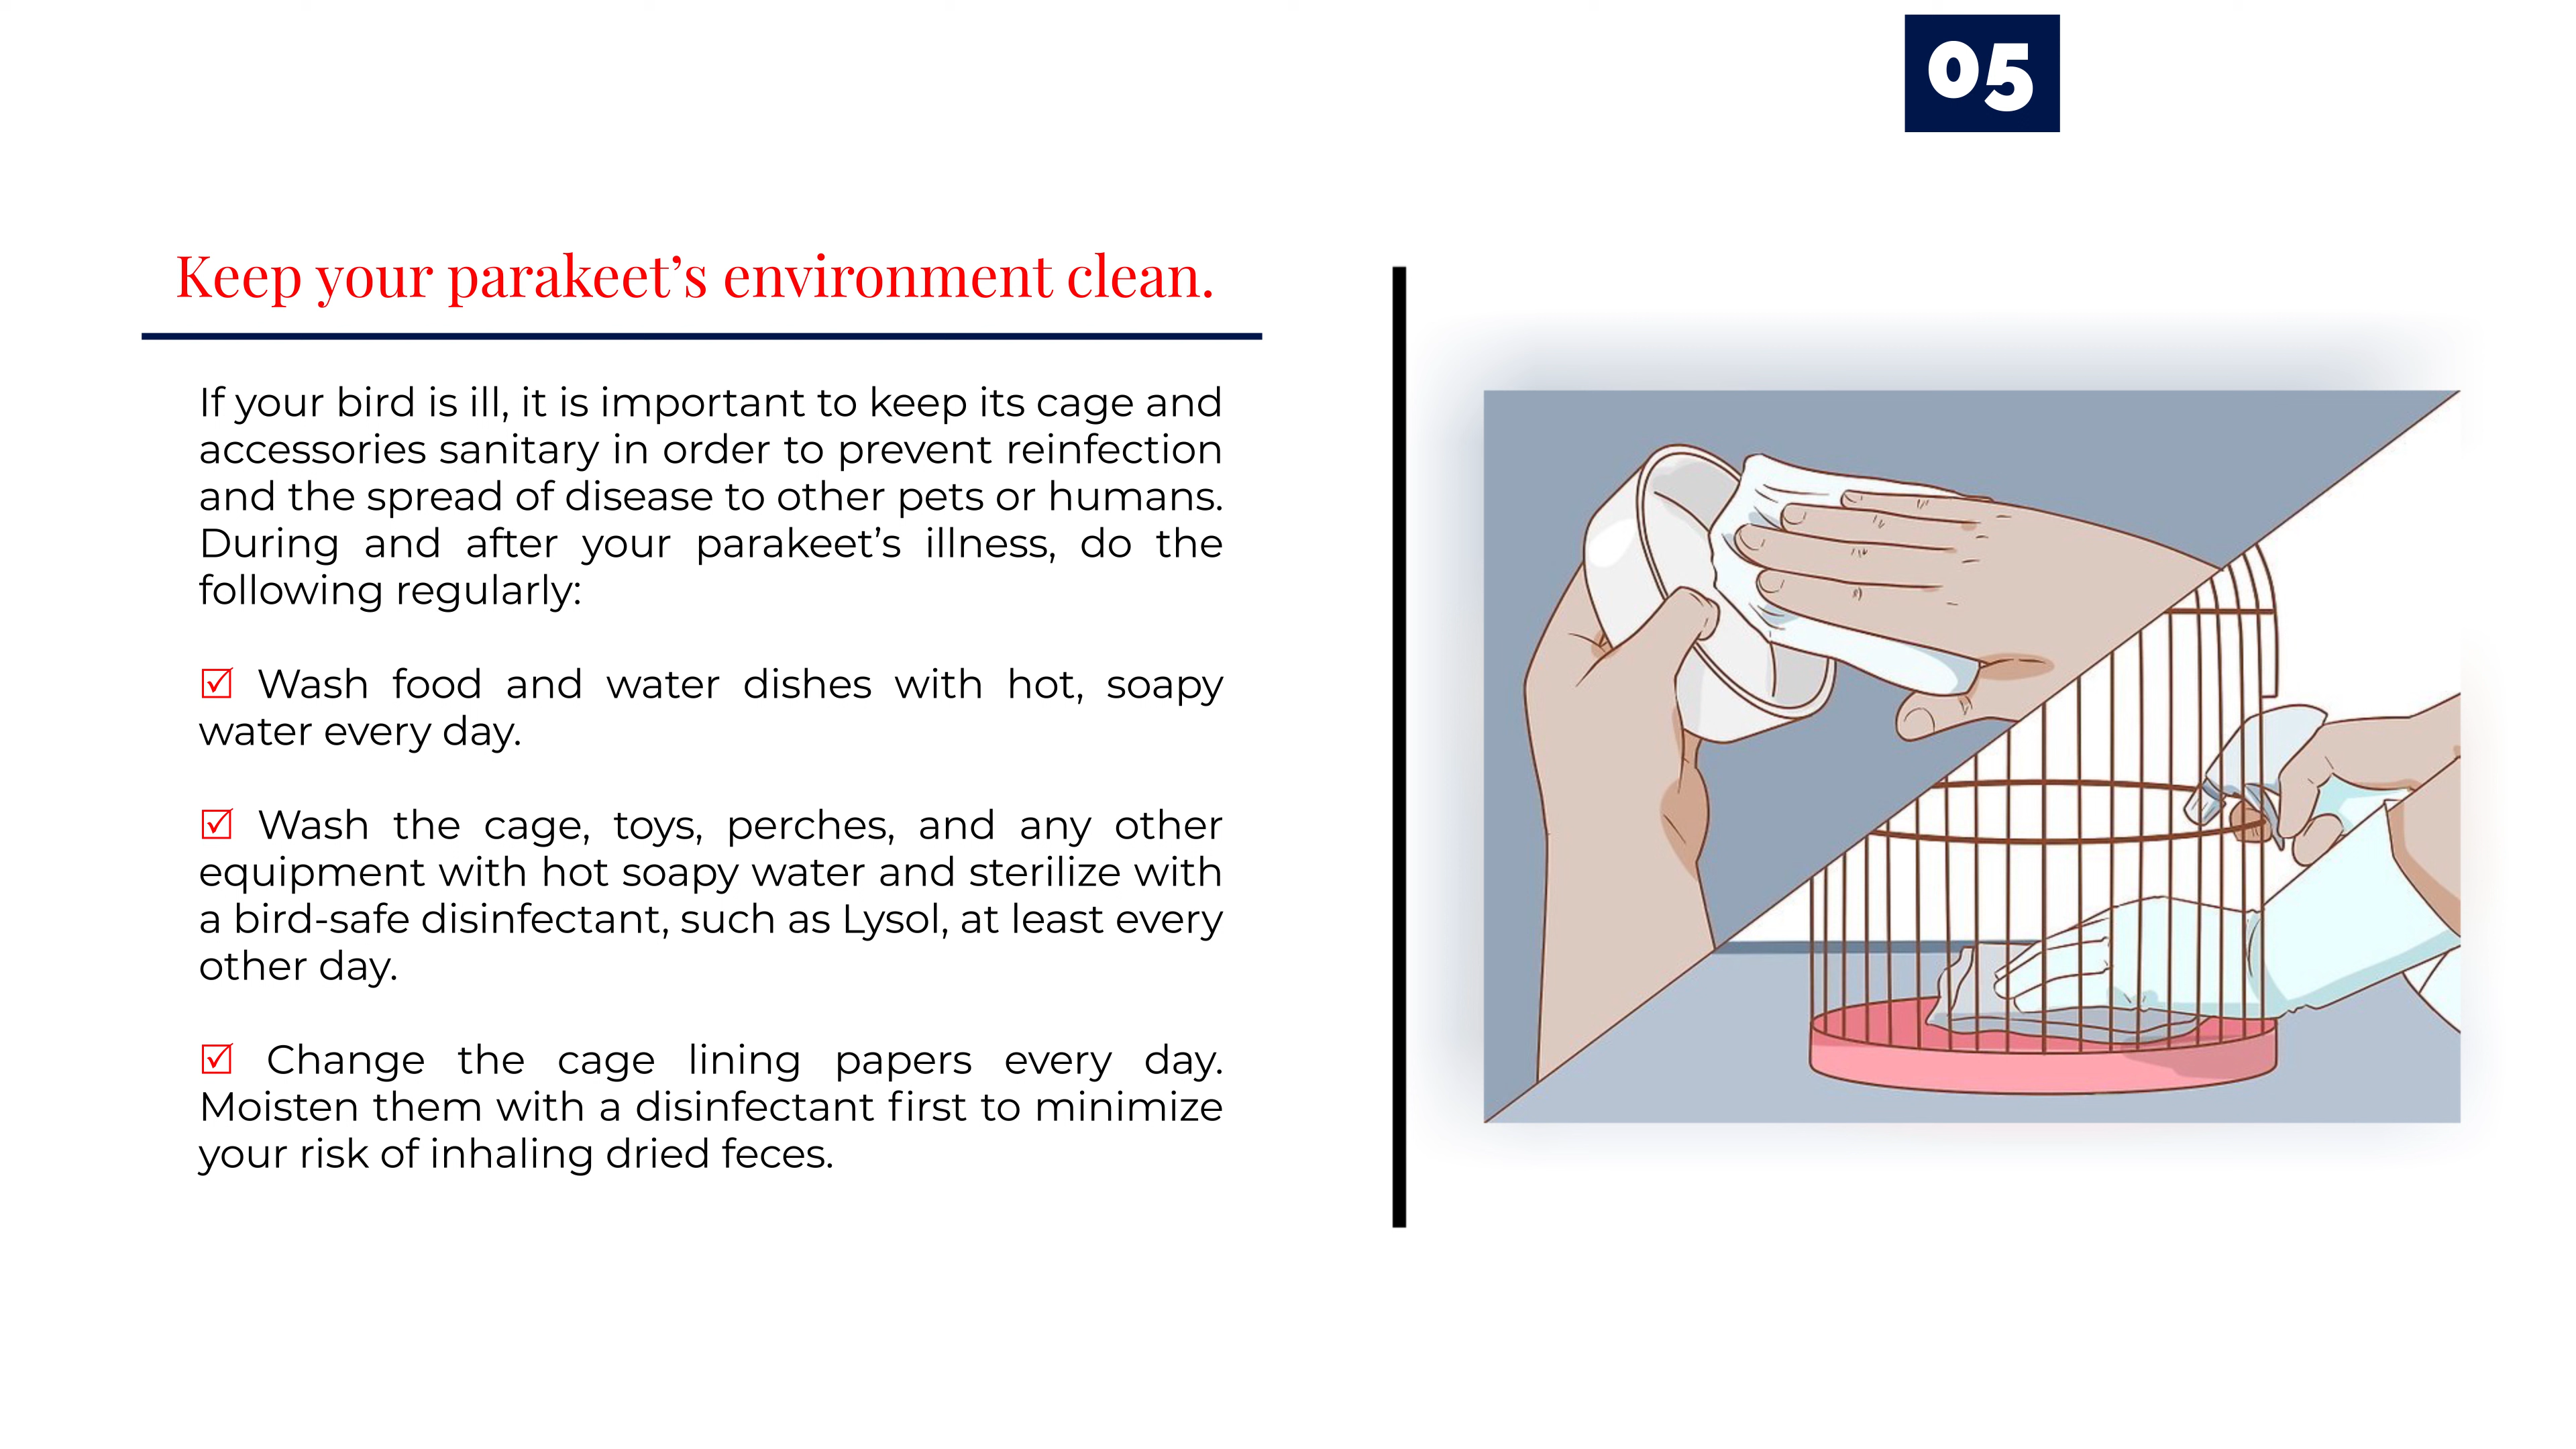 05
Keep your parakeet’s environment clean.
If your bird is ill, it is important to keep its cage and
accessories sanitary in order to prevent reinfection
and the spread of disease to other pets or humans.
During and after your parakeet’s illness, do the
following regularly:
☑ Wash food and water dishes with hot, soapy
water every day.
☑ Wash the cage, toys, perches, and any other
equipment with hot soapy water and sterilize with
a bird-safe disinfectant, such as Lysol, at least every
other day.
☑ Change the cage lining papers every day.
Moisten them with a disinfectant first to minimize
your risk of inhaling dried feces.